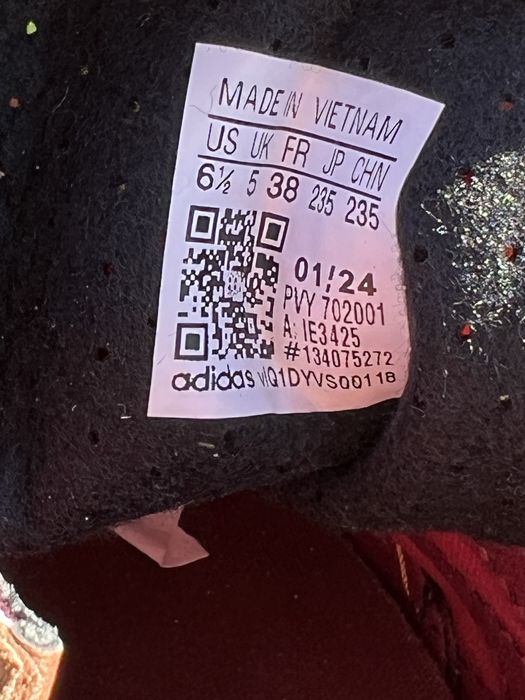 MADE IN VIETNAM
US UK FR JP CHN
6½ 5 38 235 235
01/24
PVY 702001
A: IE3425
#134075272
adidas